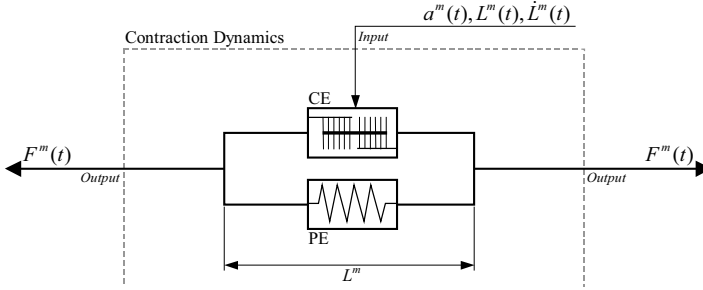 a^m(t), L^m(t), L̇^m(t)
Contraction Dynamics
Input
CE
F^m(t)
F^m(t)
Output
Output
PE
L^m